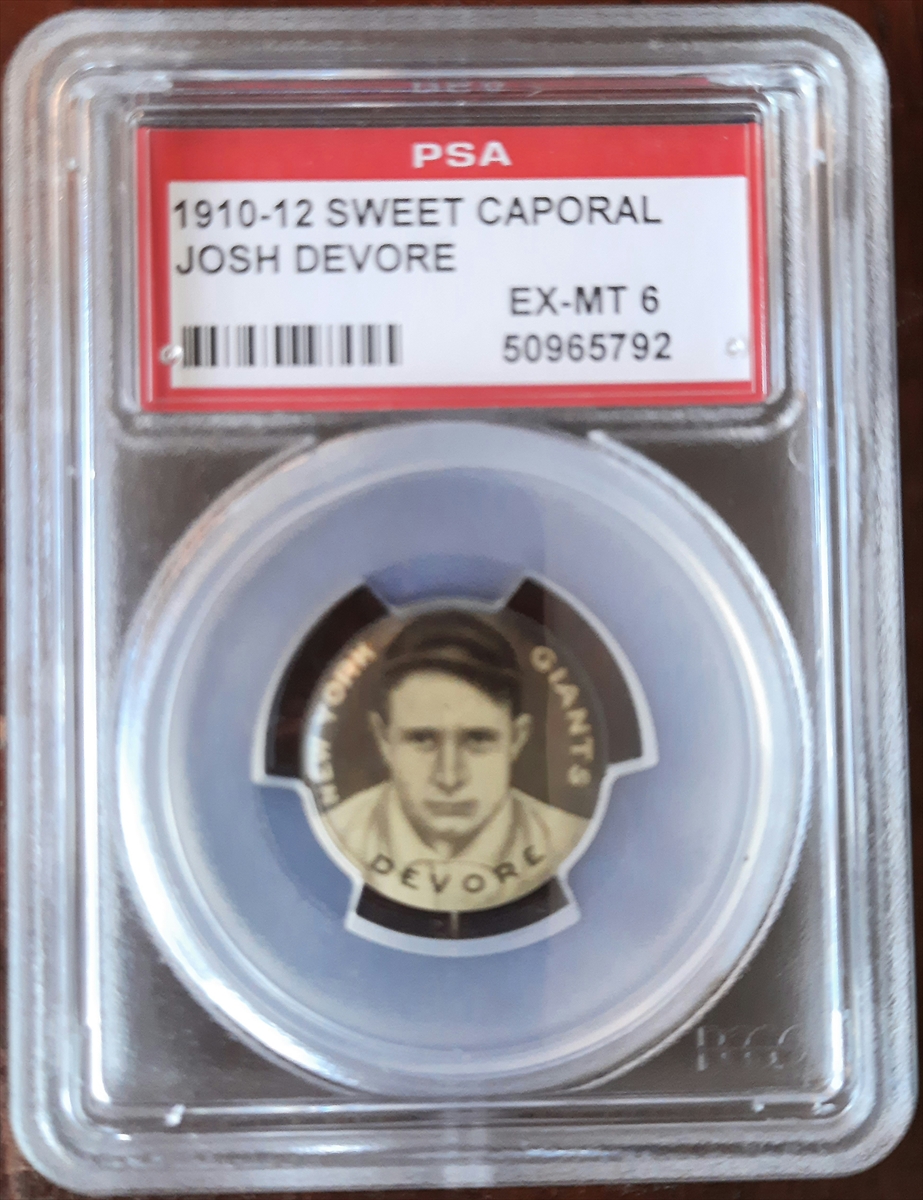 PSA
1910-12 SWEET CAPORAL
JOSH DEVORE
EX-MT 6
50965792
NEW YORK GIANTS
DEVORE